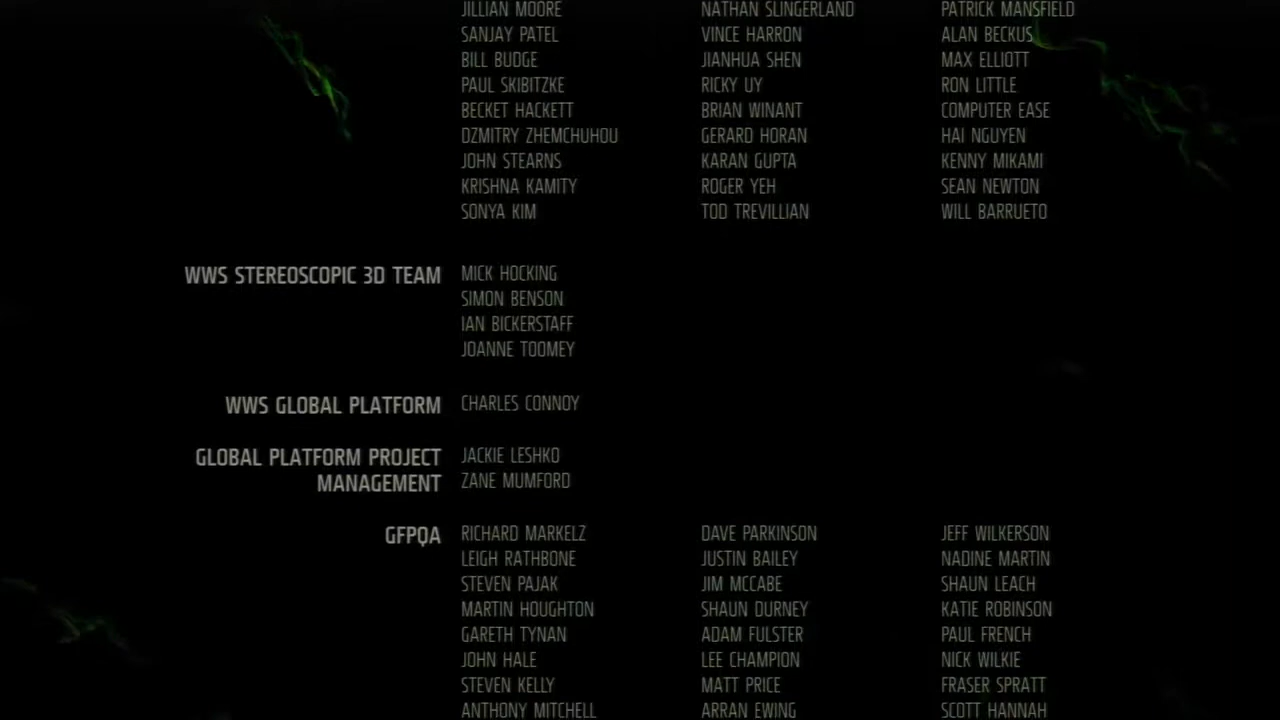 JILLIAN MOORE NATHAN SLINGERLAND PATRICK MANSFIELD
SANJAY PATEL VINCE HARRON ALAN BECKUS
BILL BUDGE JIANHUA SHEN MAX ELLIOTT
PAUL SKIBITZKE RICKY UY RON LITTLE
BECKET HACKETT BRIAN WINANT COMPUTER EASE
DZMITRY ZHEMCHUHOU GERARD HORAN HAI NGUYEN
JOHN STEARNS KARAN GUPTA KENNY MIKAMI
KRISHNA KAMITY ROGER YEH SEAN NEWTON
SONYA KIM TOD TREVILLIAN WILL BARRUETO
WWS STEREOSCOPIC 3D TEAM MICK HOCKING
SIMON BENSON
IAN BICKERSTAFF
JOANNE TOOMEY
WWS GLOBAL PLATFORM CHARLES CONNOY
GLOBAL PLATFORM PROJECT JACKIE LESHKO
MANAGEMENT ZANE MUMFORD
GFPQA RICHARD MARKELZ DAVE PARKINSON JEFF WILKERSON
LEIGH RATHBONE JUSTIN BAILEY NADINE MARTIN
STEVEN PAJAK JIM MCCABE SHAUN LEACH
MARTIN HOUGHTON SHAUN DURNEY KATIE ROBINSON
GARETH TYNAN ADAM FULSTER PAUL FRENCH
JOHN HALE LEE CHAMPION NICK WILKIE
STEVEN KELLY MATT PRICE FRASER SPRATT
ANTHONY MITCHELL ARRAN EWING SCOTT HANNAH